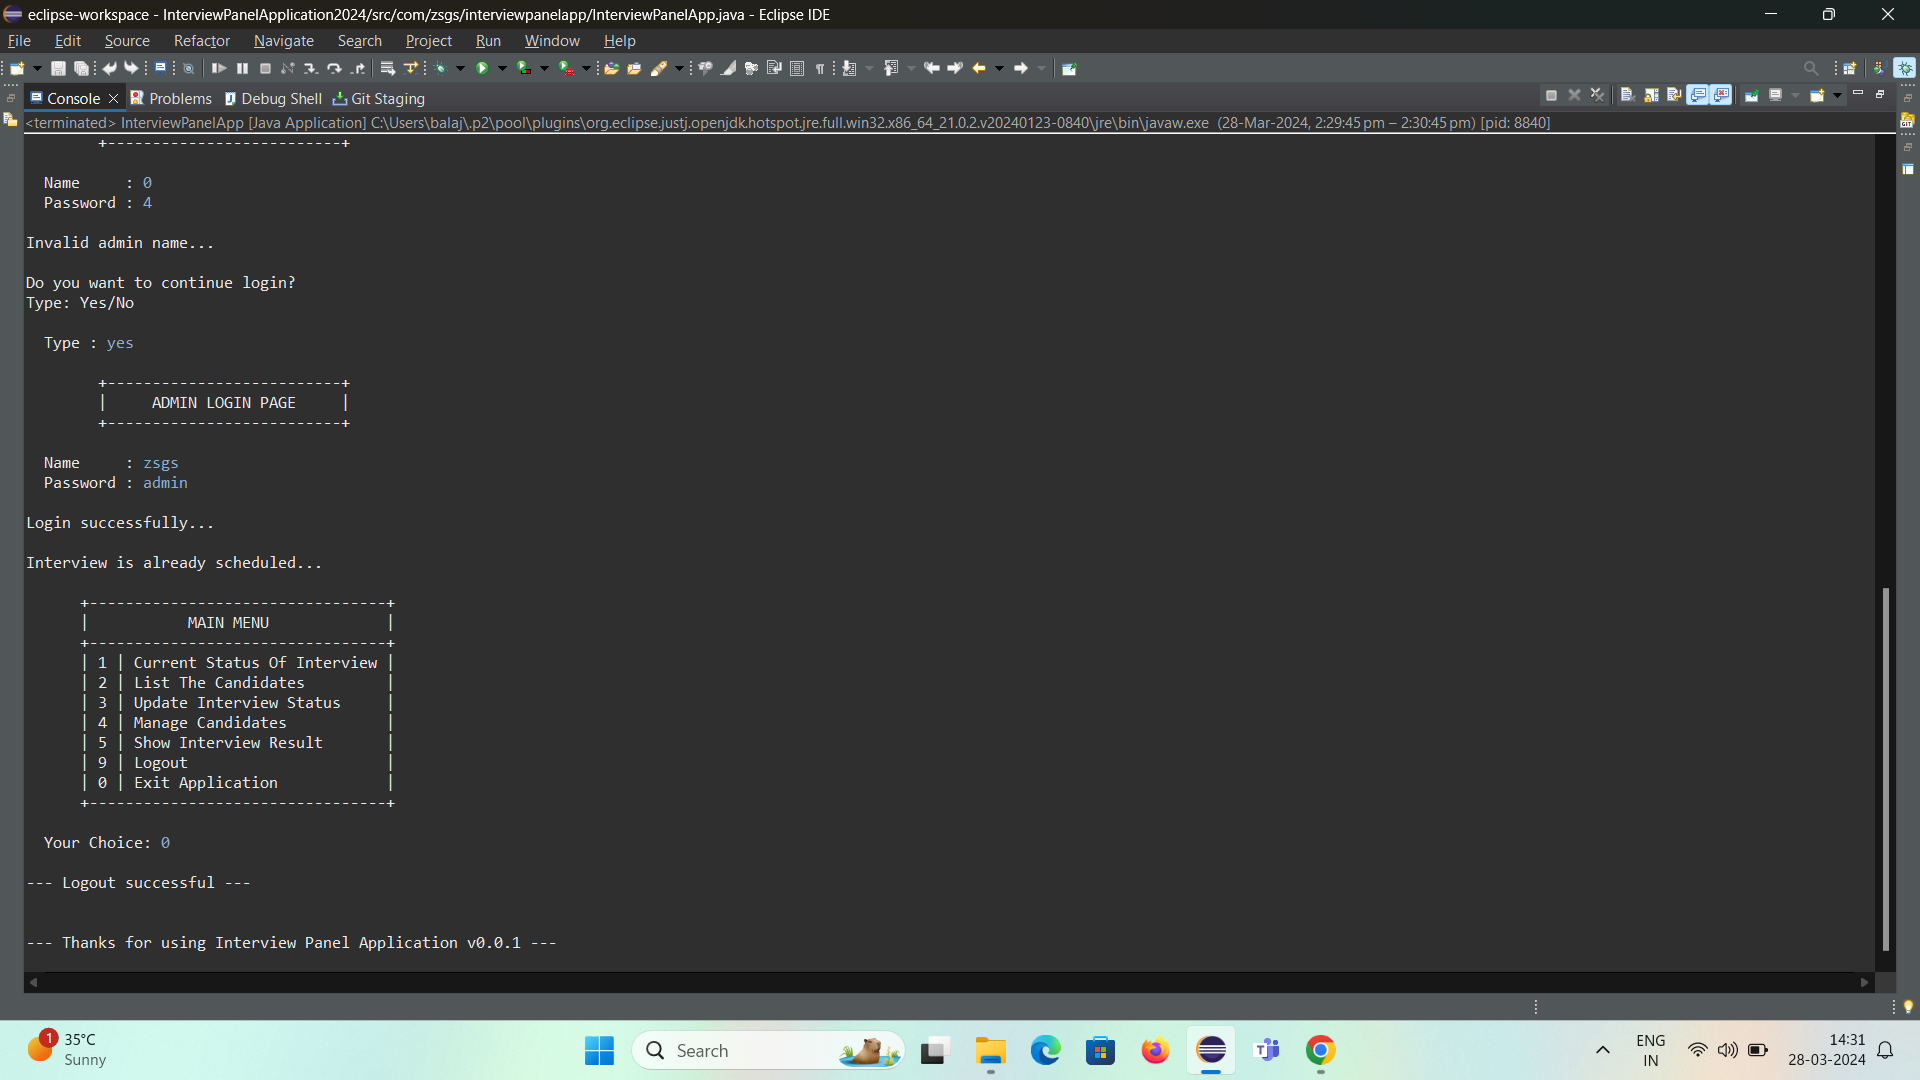 eclipse-workspace - InterviewPanelApplication2024/src/com/zsgs/interviewpanelapp/InterviewPanelApp.java - Eclipse IDE
File Edit Source Refactor Navigate Search Project Run Window Help
Console Problems Debug Shell Git Staging
<terminated> InterviewPanelApp [Java Application] C:\Users\balaj\.p2\pool\plugins\org.eclipse.justj.openjdk.hotspot.jre.full.win32.x86_64_21.0.2.v20240123-0840\jre\bin\javaw.exe (28-Mar-2024, 2:29:45 pm – 2:30:45 pm) [pid: 8840]
+--------------------------+
Name : 0
Password : 4
Invalid admin name...
Do you want to continue login?
Type: Yes/No
Type : yes
+--------------------------+
| ADMIN LOGIN PAGE |
+--------------------------+
Name : zsgs
Password : admin
Login successfully...
Interview is already scheduled...
+---------------------------------+
| MAIN MENU |
+---------------------------------+
| 1 | Current Status Of Interview |
| 2 | List The Candidates |
| 3 | Update Interview Status |
| 4 | Manage Candidates |
| 5 | Show Interview Result |
| 9 | Logout |
| 0 | Exit Application |
+---------------------------------+
Your Choice: 0
--- Logout successful ---
--- Thanks for using Interview Panel Application v0.0.1 ---
1
35°C
Sunny
Search
ENG
IN
14:31
28-03-2024